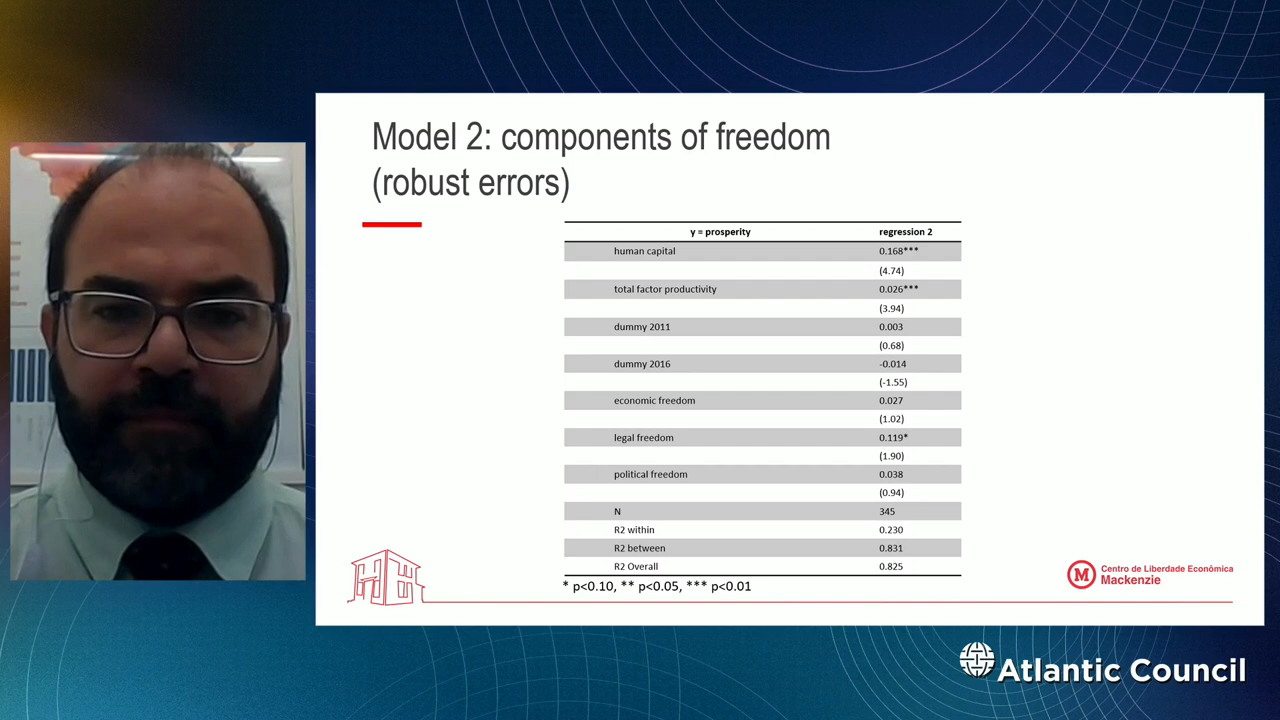 Model 2: components of freedom
(robust errors)
y = prosperity regression 2
human capital 0.168***
(4.74)
total factor productivity 0.026***
(3.94)
dummy 2011 0.003
(0.68)
dummy 2016 -0.014
(-1.55)
economic freedom 0.027
(1.02)
legal freedom 0.119*
(1.90)
political freedom 0.038
(0.94)
N 345
R2 within 0.230
R2 between 0.831
R2 Overall 0.825
* p<0.10, ** p<0.05, *** p<0.01
M Centro de Liberdade Econômica
Mackenzie
Atlantic Council